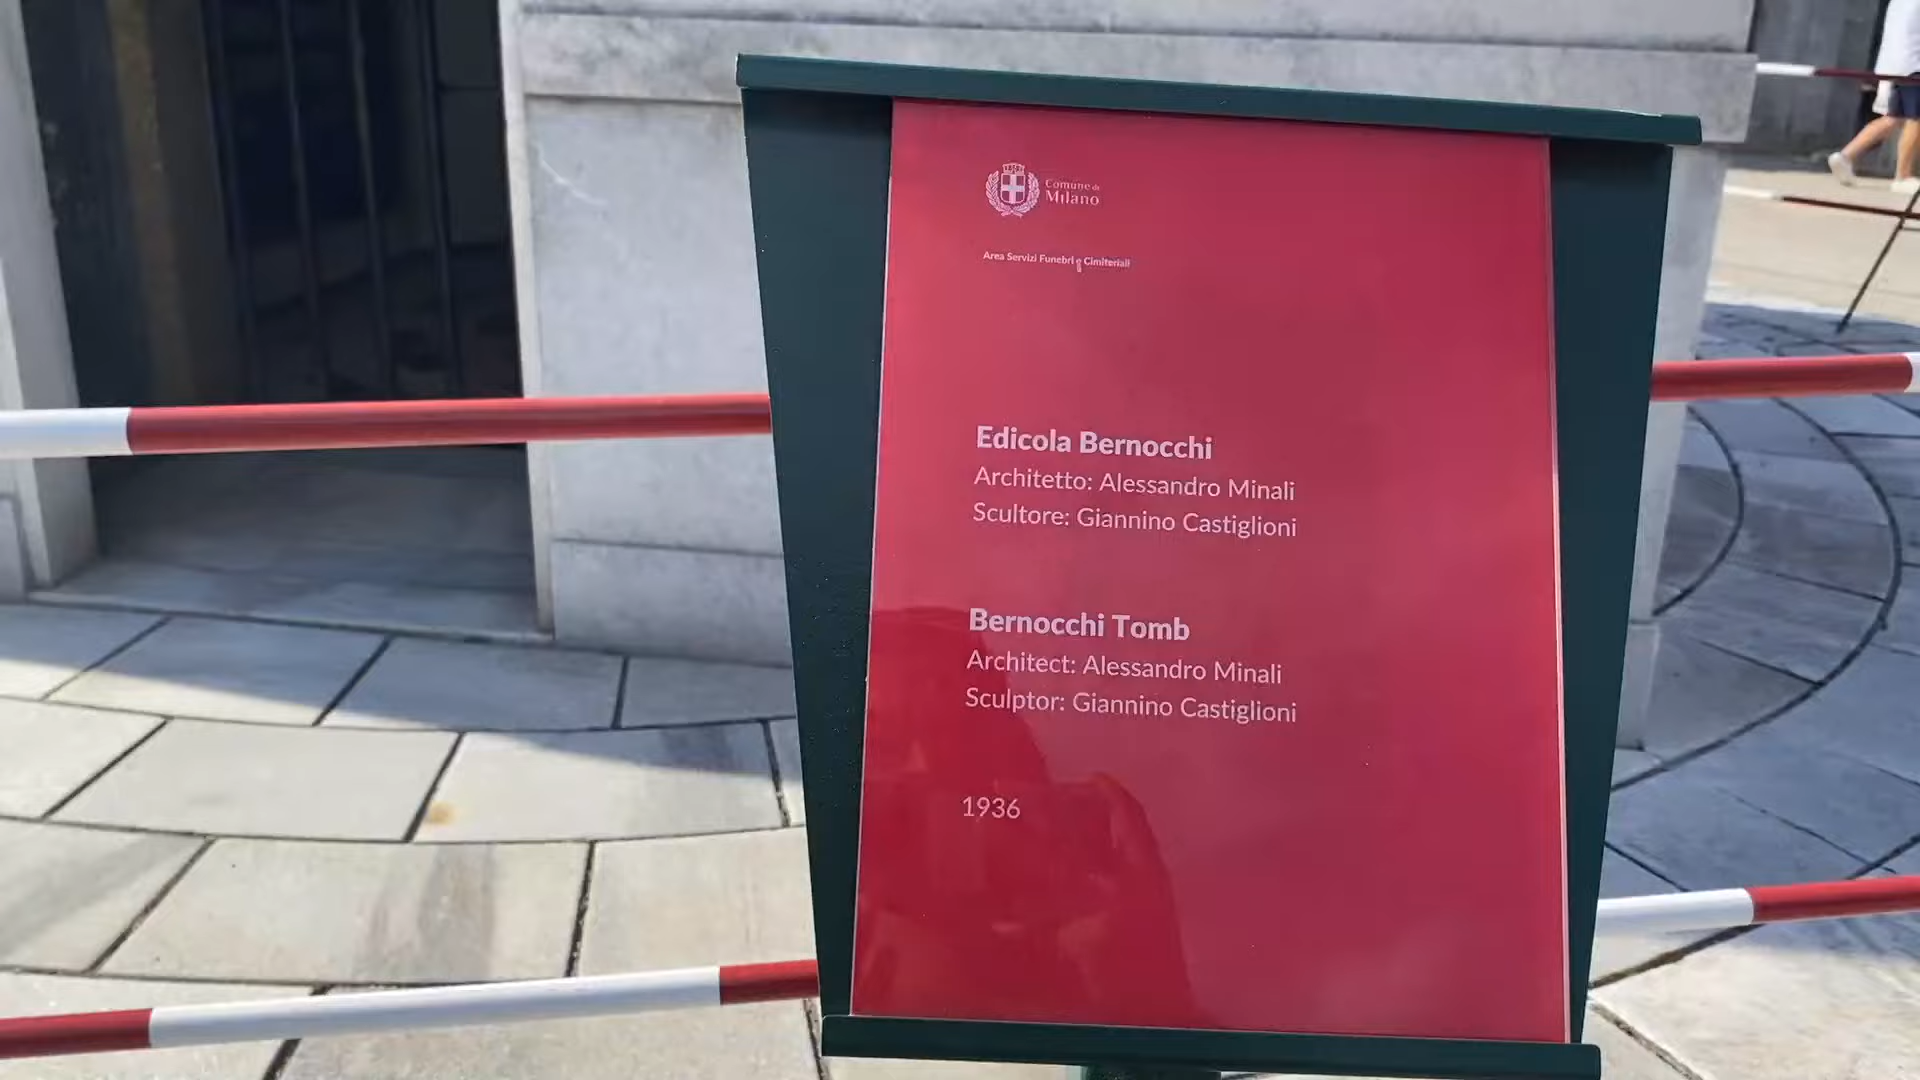 Comune di
Milano
Area Servizi Funebri e Cimiteriali
Edicola Bernocchi
Architetto: Alessandro Minali
Scultore: Giannino Castiglioni
Bernocchi Tomb
Architect: Alessandro Minali
Sculptor: Giannino Castiglioni
1936